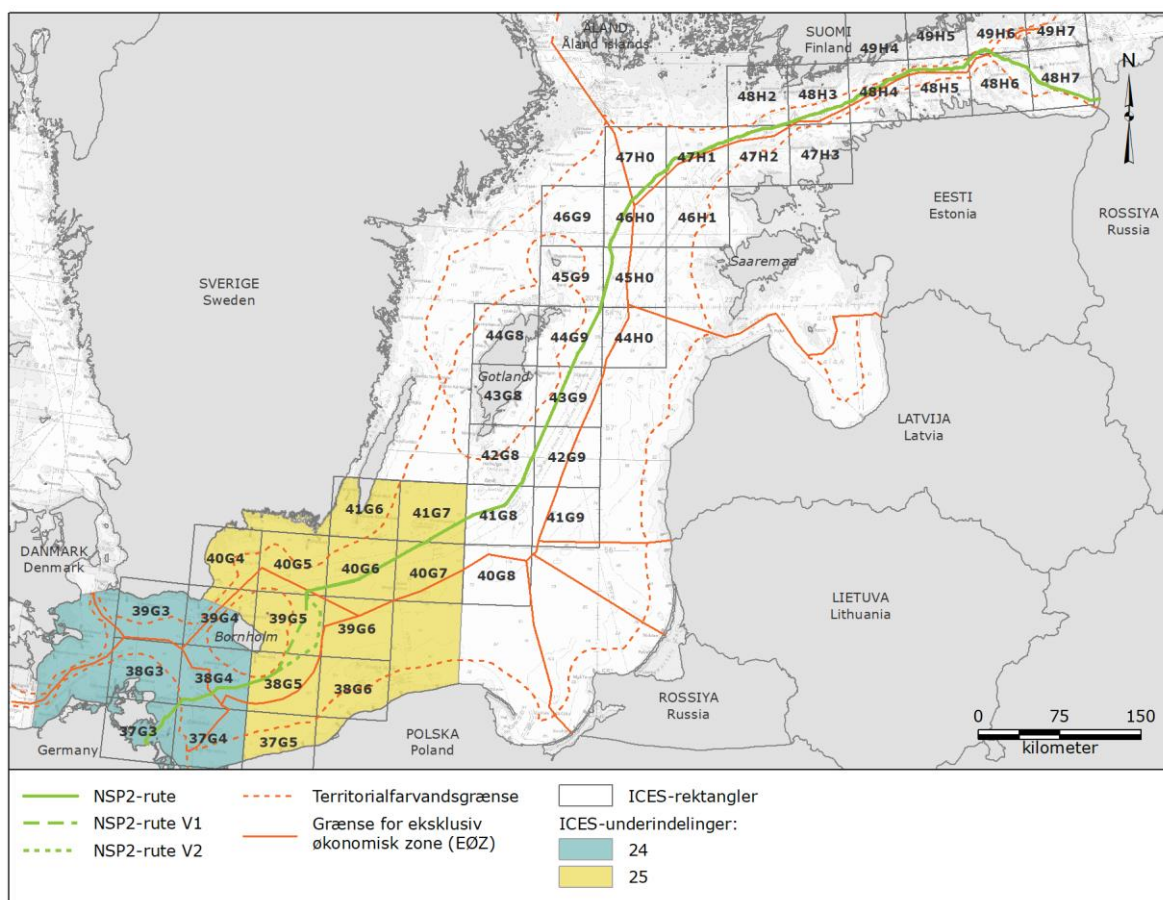 ÅLAND
Åland islands
SUOMI
Finland
49H4
49H5
49H6
49H7
N
48H2
48H3
48H4
48H5
48H6
48H7
47H0
47H1
47H2
47H3
EESTI
Estonia
ROSSIYA
Russia
46G9
46H0
46H1
SVERIGE
Sweden
45G9
45H0
Saaremaa
44G8
44G9
44H0
Gotland
43G8
43G9
LATVIJA
Latvia
42G8
42G9
41G6
41G7
41G8
41G9
DANMARK
Denmark
40G4
40G5
40G6
40G7
40G8
LIETUVA
Lithuania
39G3
39G4
39G5
39G6
Bornholm
38G3
38G4
38G5
38G6
ROSSIYA
Russia
37G3
37G4
37G5
Germany
POLSKA
Poland
0 75 150
kilometer
NSP2-rute
NSP2-rute V1
NSP2-rute V2
Territorialfarvandsgrænse
Grænse for eksklusiv
økonomisk zone (EØZ)
ICES-rektangler
ICES-underindelinger:
24
25